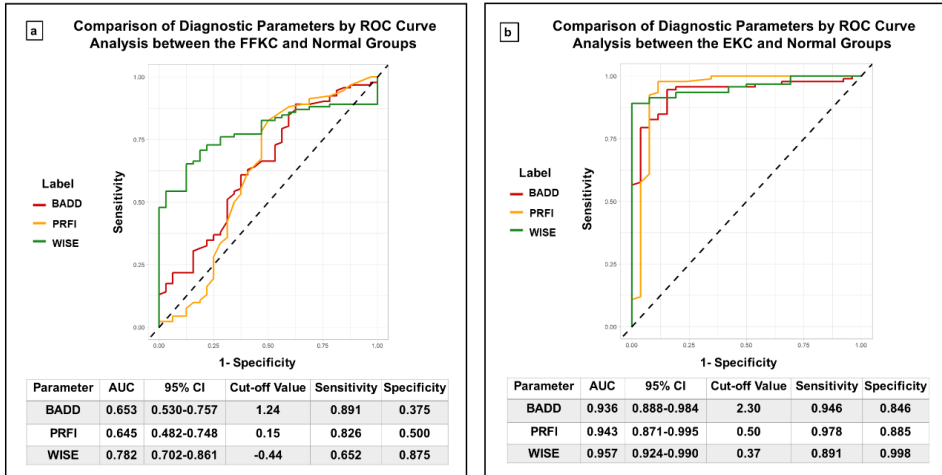 a
Comparison of Diagnostic Parameters by ROC Curve
Analysis between the FFKC and Normal Groups
1.00
0.75
0.50
0.25
0.00
Sensitivity
Label
BADD
PRFI
WISE
0.00 0.25 0.50 0.75 1.00
1- Specificity
Parameter AUC 95% CI Cut-off Value Sensitivity Specificity
BADD 0.653 0.530-0.757 1.24 0.891 0.375
PRFI 0.645 0.482-0.748 0.15 0.826 0.500
WISE 0.782 0.702-0.861 -0.44 0.652 0.875
b
Comparison of Diagnostic Parameters by ROC Curve
Analysis between the EKC and Normal Groups
1.00
0.75
0.50
0.25
0.00
Sensitivity
Label
BADD
PRFI
WISE
0.00 0.25 0.50 0.75 1.00
1- Specificity
Parameter AUC 95% CI Cut-off Value Sensitivity Specificity
BADD 0.936 0.888-0.984 2.30 0.946 0.846
PRFI 0.943 0.871-0.995 0.50 0.978 0.885
WISE 0.957 0.924-0.990 0.37 0.891 0.998